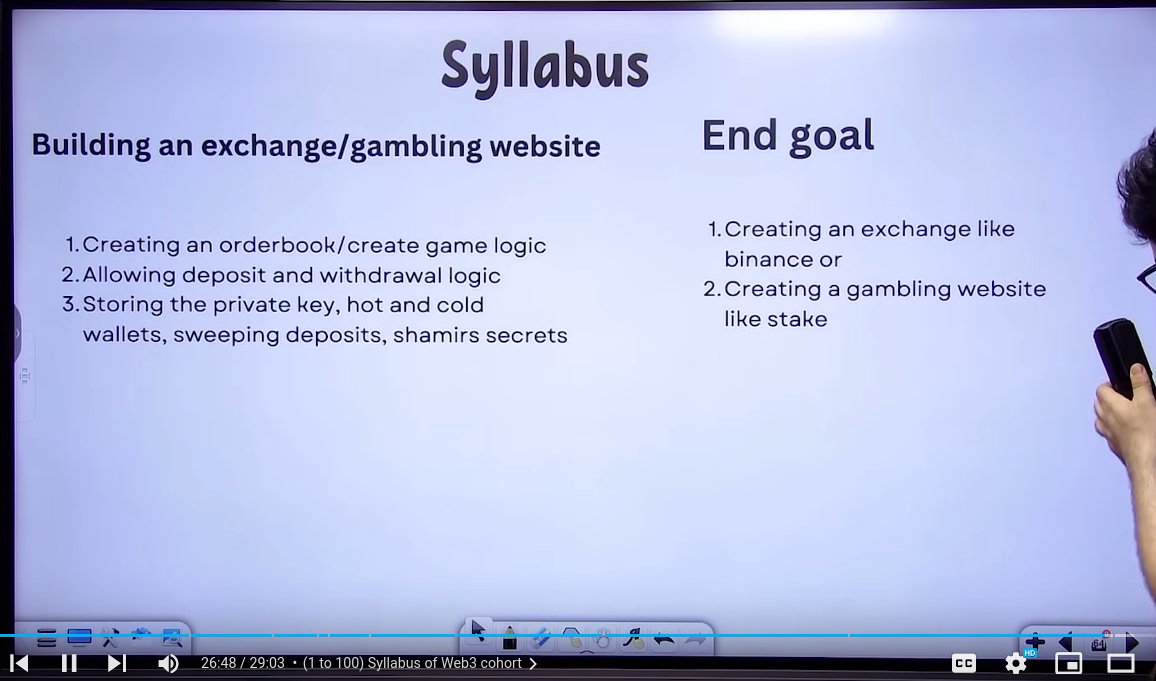 Syllabus
Building an exchange/gambling website
1. Creating an orderbook/create game logic
2. Allowing deposit and withdrawal logic
3. Storing the private key, hot and cold
wallets, sweeping deposits, shamirs secrets
End goal
1. Creating an exchange like
binance or
2. Creating a gambling website
like stake
64
26:48 / 29:03 • (1 to 100) Syllabus of Web3 cohort
CC
HD